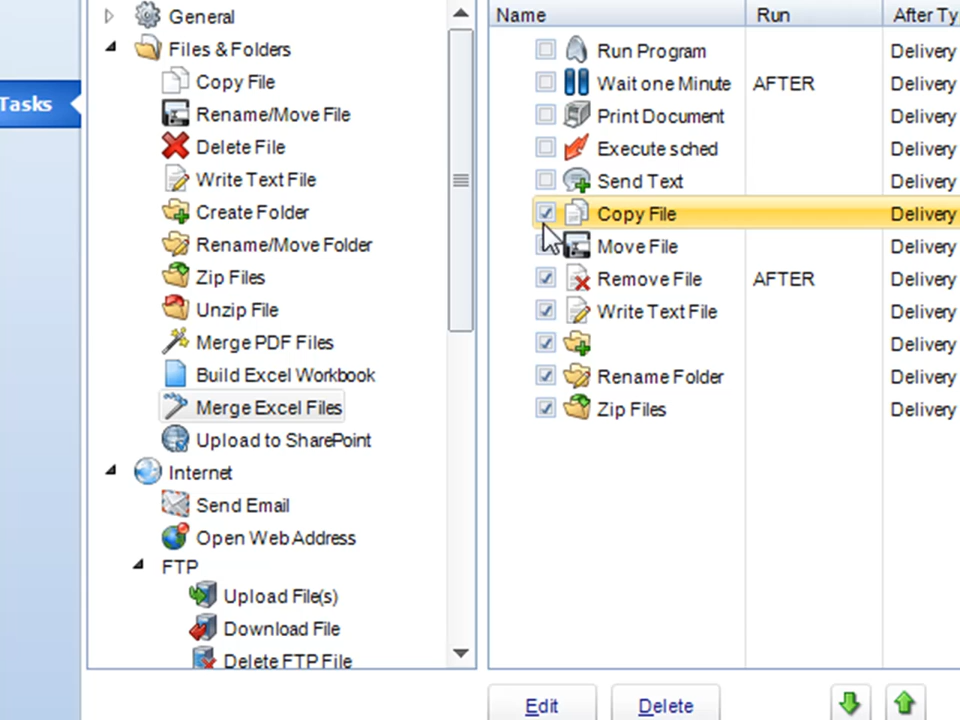 Tasks
General
Files & Folders
Copy File
Rename/Move File
Delete File
Write Text File
Create Folder
Rename/Move Folder
Zip Files
Unzip File
Merge PDF Files
Build Excel Workbook
Merge Excel Files
Upload to SharePoint
Internet
Send Email
Open Web Address
FTP
Upload File(s)
Download File
Delete FTP File
Name Run After Ty
Run Program Delivery
Wait one Minute AFTER Delivery
Print Document Delivery
Execute sched Delivery
Send Text Delivery
Copy File Delivery
Move File Delivery
Remove File AFTER Delivery
Write Text File Delivery
Delivery
Rename Folder Delivery
Zip Files Delivery
Edit Delete